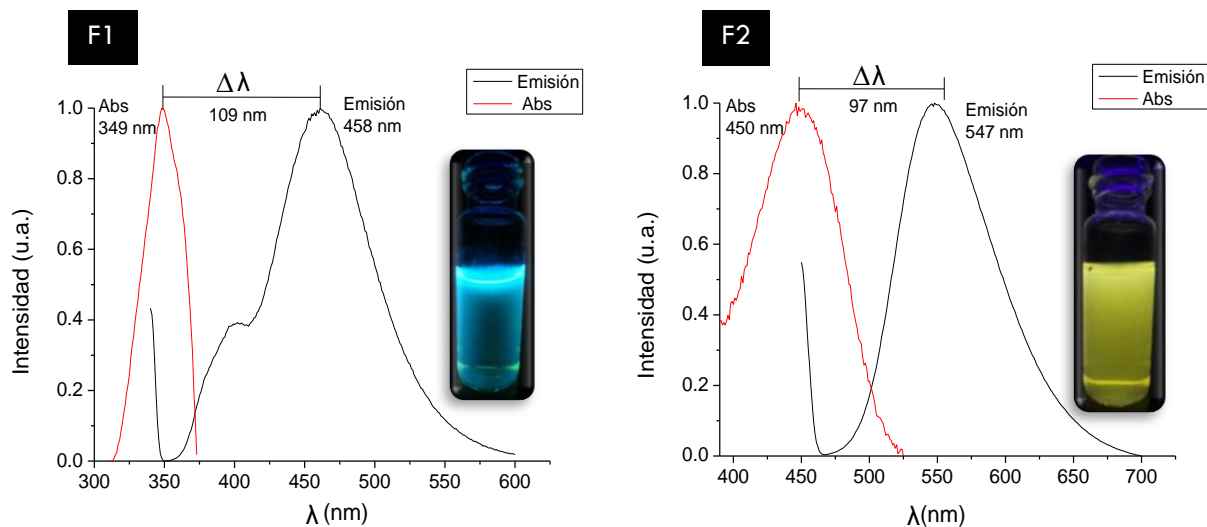 F1
Δλ
109 nm
Abs
349 nm
Emisión
458 nm
Emisión
Abs
Intensidad (u.a.)
1.0
0.8
0.6
0.4
0.2
0.0
300 350 400 450 500 550 600
λ (nm)
F2
Δλ
97 nm
Abs
450 nm
Emisión
547 nm
Emisión
Abs
Intensidad (u.a.)
1.0
0.8
0.6
0.4
0.2
0.0
400 450 500 550 600 650 700
λ(nm)